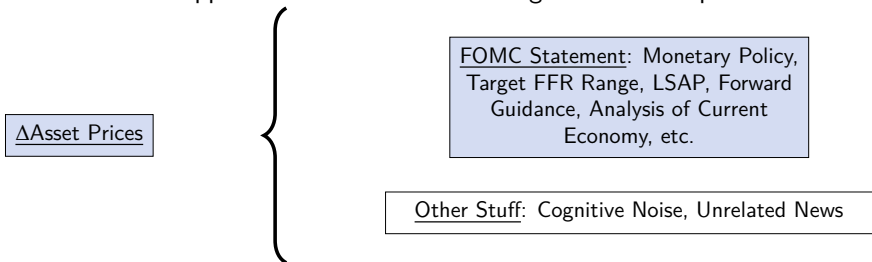 ΔAsset Prices
FOMC Statement: Monetary Policy,
Target FFR Range, LSAP, Forward
Guidance, Analysis of Current
Economy, etc.
Other Stuff: Cognitive Noise, Unrelated News